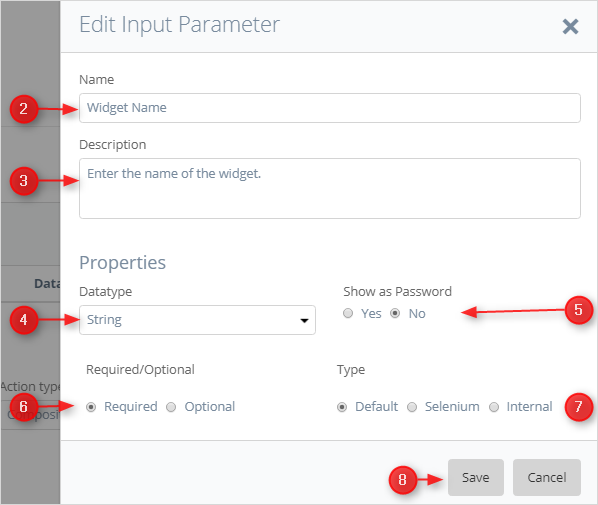 Edit Input Parameter
Name
2
Widget Name
Description
3
Enter the name of the widget.
Properties
Data
Datatype
Show as Password
4
String
Yes
No
5
Action type
Required/Optional
Type
6
Required
Optional
Default
Selenium
Internal
7
Composi
8
Save
Cancel